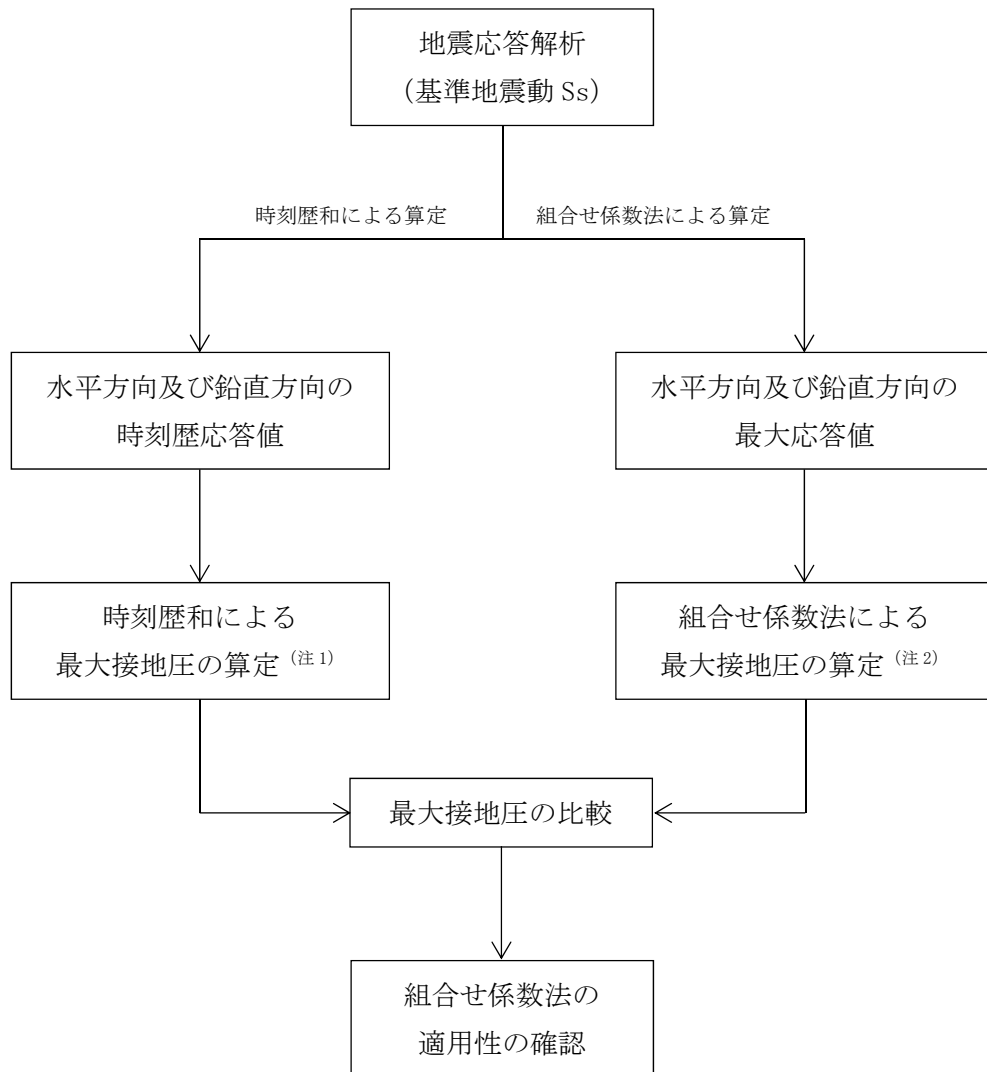 地震応答解析
（基準地震動 Ss）
時刻歴和による算定
組合せ係数法による算定
水平方向及び鉛直方向の
時刻歴応答値
水平方向及び鉛直方向の
最大応答値
時刻歴和による
最大接地圧の算定（注1）
組合せ係数法による
最大接地圧の算定（注2）
最大接地圧の比較
組合せ係数法の
適用性の確認